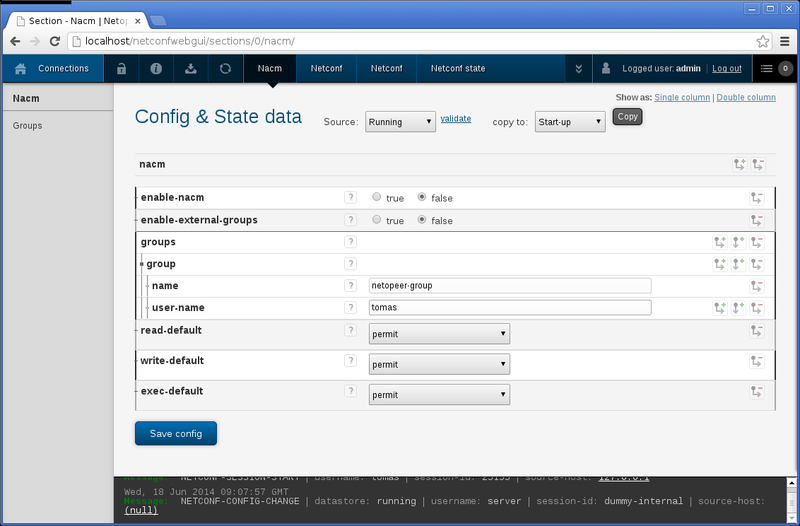 Section - Nacm | Netop
localhost/netconfwebgui/sections/0/nacm/
Connections Nacm Netconf Netconf Netconf state Logged user: admin | Log out 0
Nacm
Groups
Show as: Single column | Double column
Config & State data Source: Running validate copy to: Start-up Copy
nacm
enable-nacm ? true false
enable-external-groups ? true false
groups ?
group ?
name ? netopeer-group
user-name ? tomas
read-default ? permit
write-default ? permit
exec-default ? permit
Save config
Message: NETCONF-SESSION-START | username: tomas | session-id: | source-host: 127.0.0.1
Wed, 18 Jun 2014 09:07:57 GMT
Message: NETCONF-CONFIG-CHANGE | datastore: running | username: server | session-id: dummy-internal | source-host:
(null)